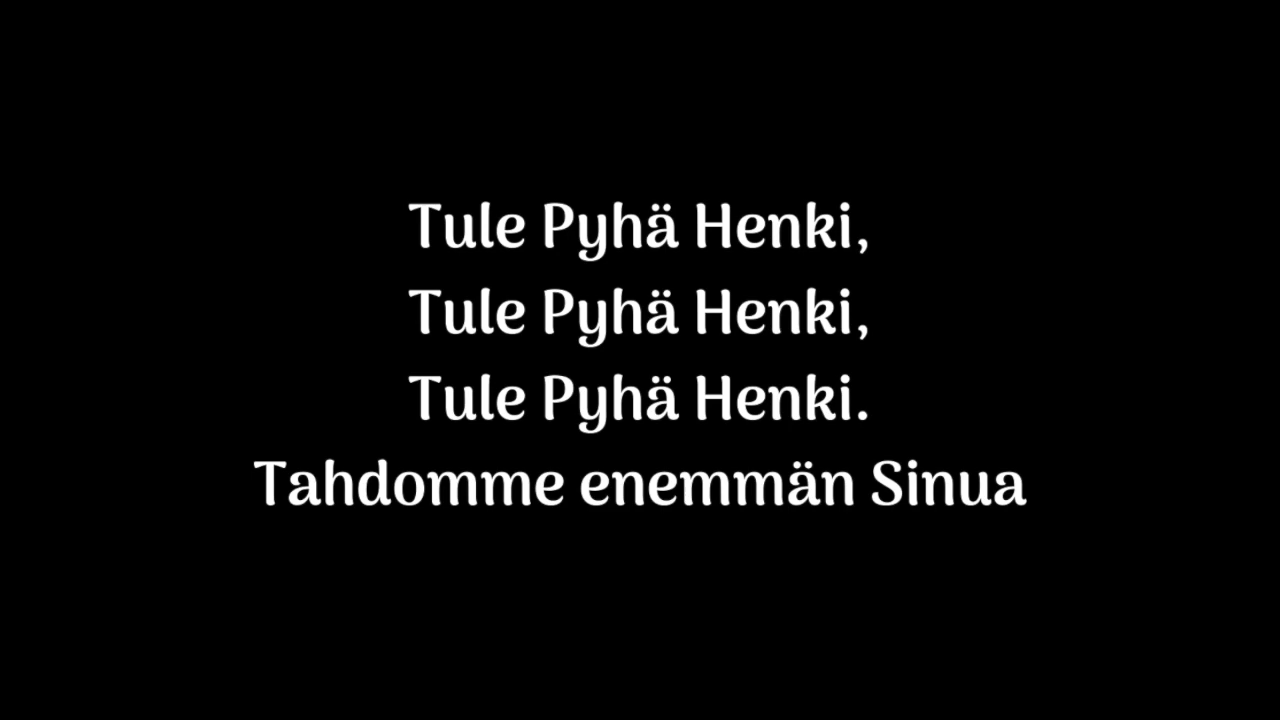 Tule Pyhä Henki,
Tule Pyhä Henki,
Tule Pyhä Henki.
Tahdomme enemmän Sinua